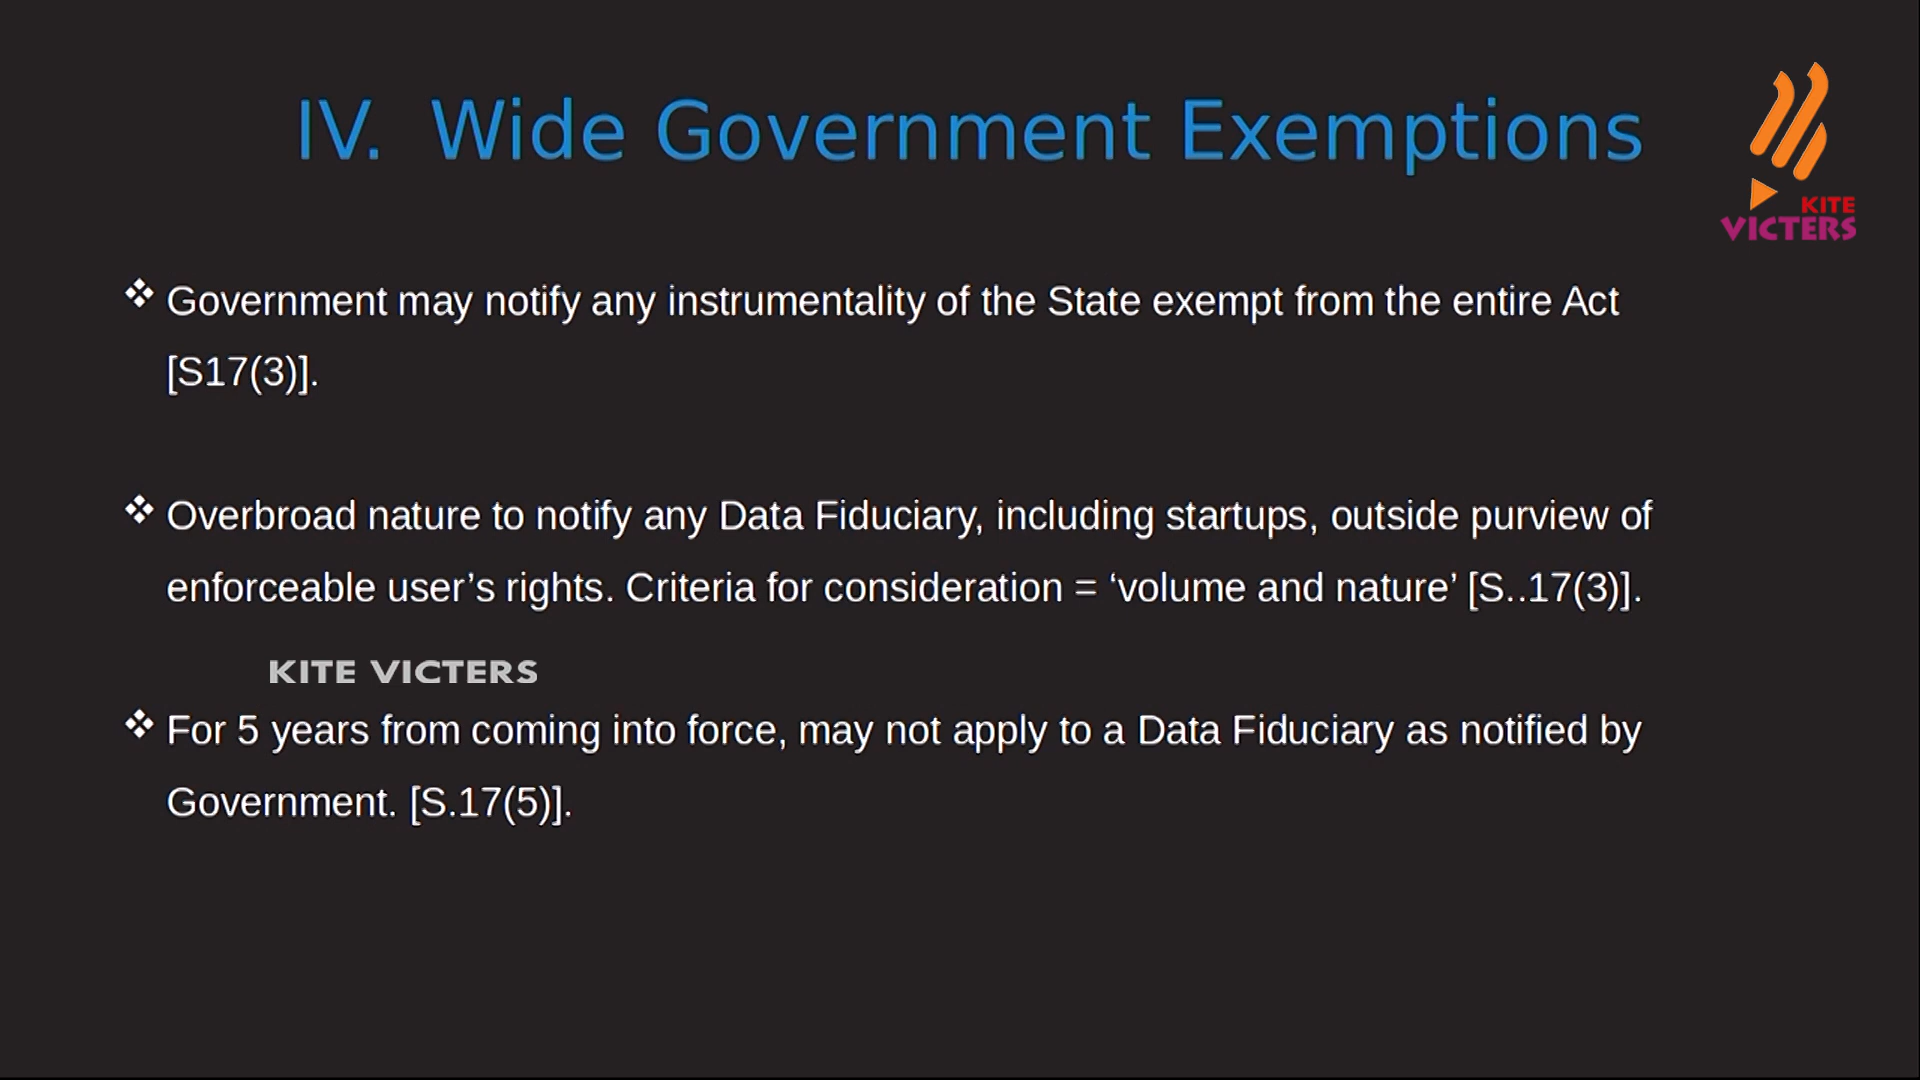 IV. Wide Government Exemptions
KITE
VICTERS
❖ Government may notify any instrumentality of the State exempt from the entire Act
[S17(3)].
❖ Overbroad nature to notify any Data Fiduciary, including startups, outside purview of
enforceable user’s rights. Criteria for consideration = ‘volume and nature’ [S..17(3)].
KITE VICTERS
❖ For 5 years from coming into force, may not apply to a Data Fiduciary as notified by
Government. [S.17(5)].